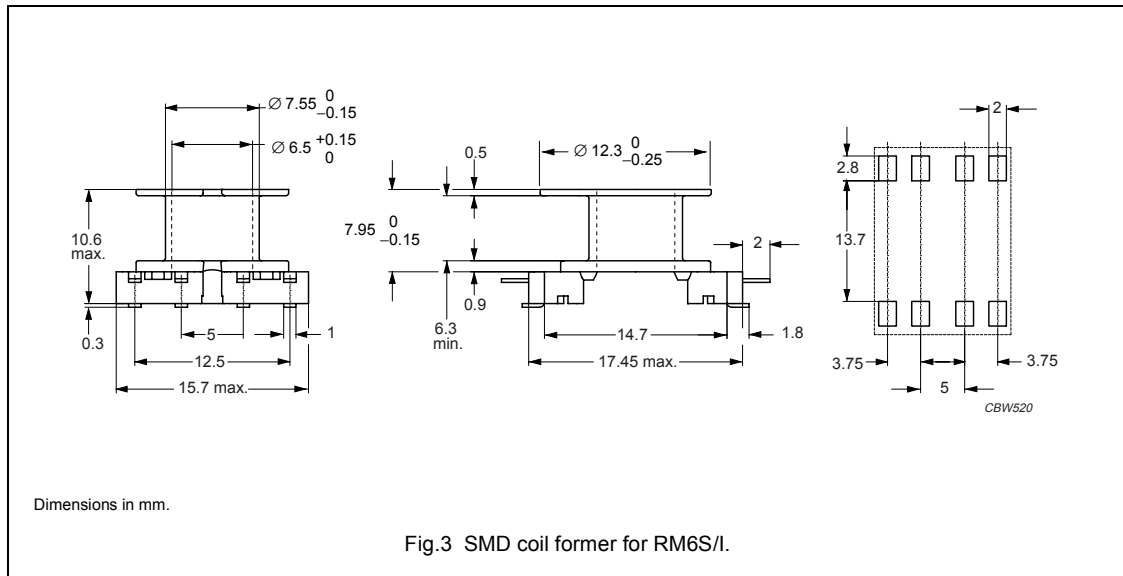 ∅ 7.55 0 −0.15
∅ 6.5 +0.15 0
10.6 max.
0.3
5
1
12.5
15.7 max.
0.5
∅ 12.3 0 −0.25
7.95 0 −0.15
2
0.9
6.3 min.
14.7
1.8
17.45 max.
2
2.8
13.7
3.75
3.75
5
CBW520
Dimensions in mm.
Fig.3 SMD coil former for RM6S/I.